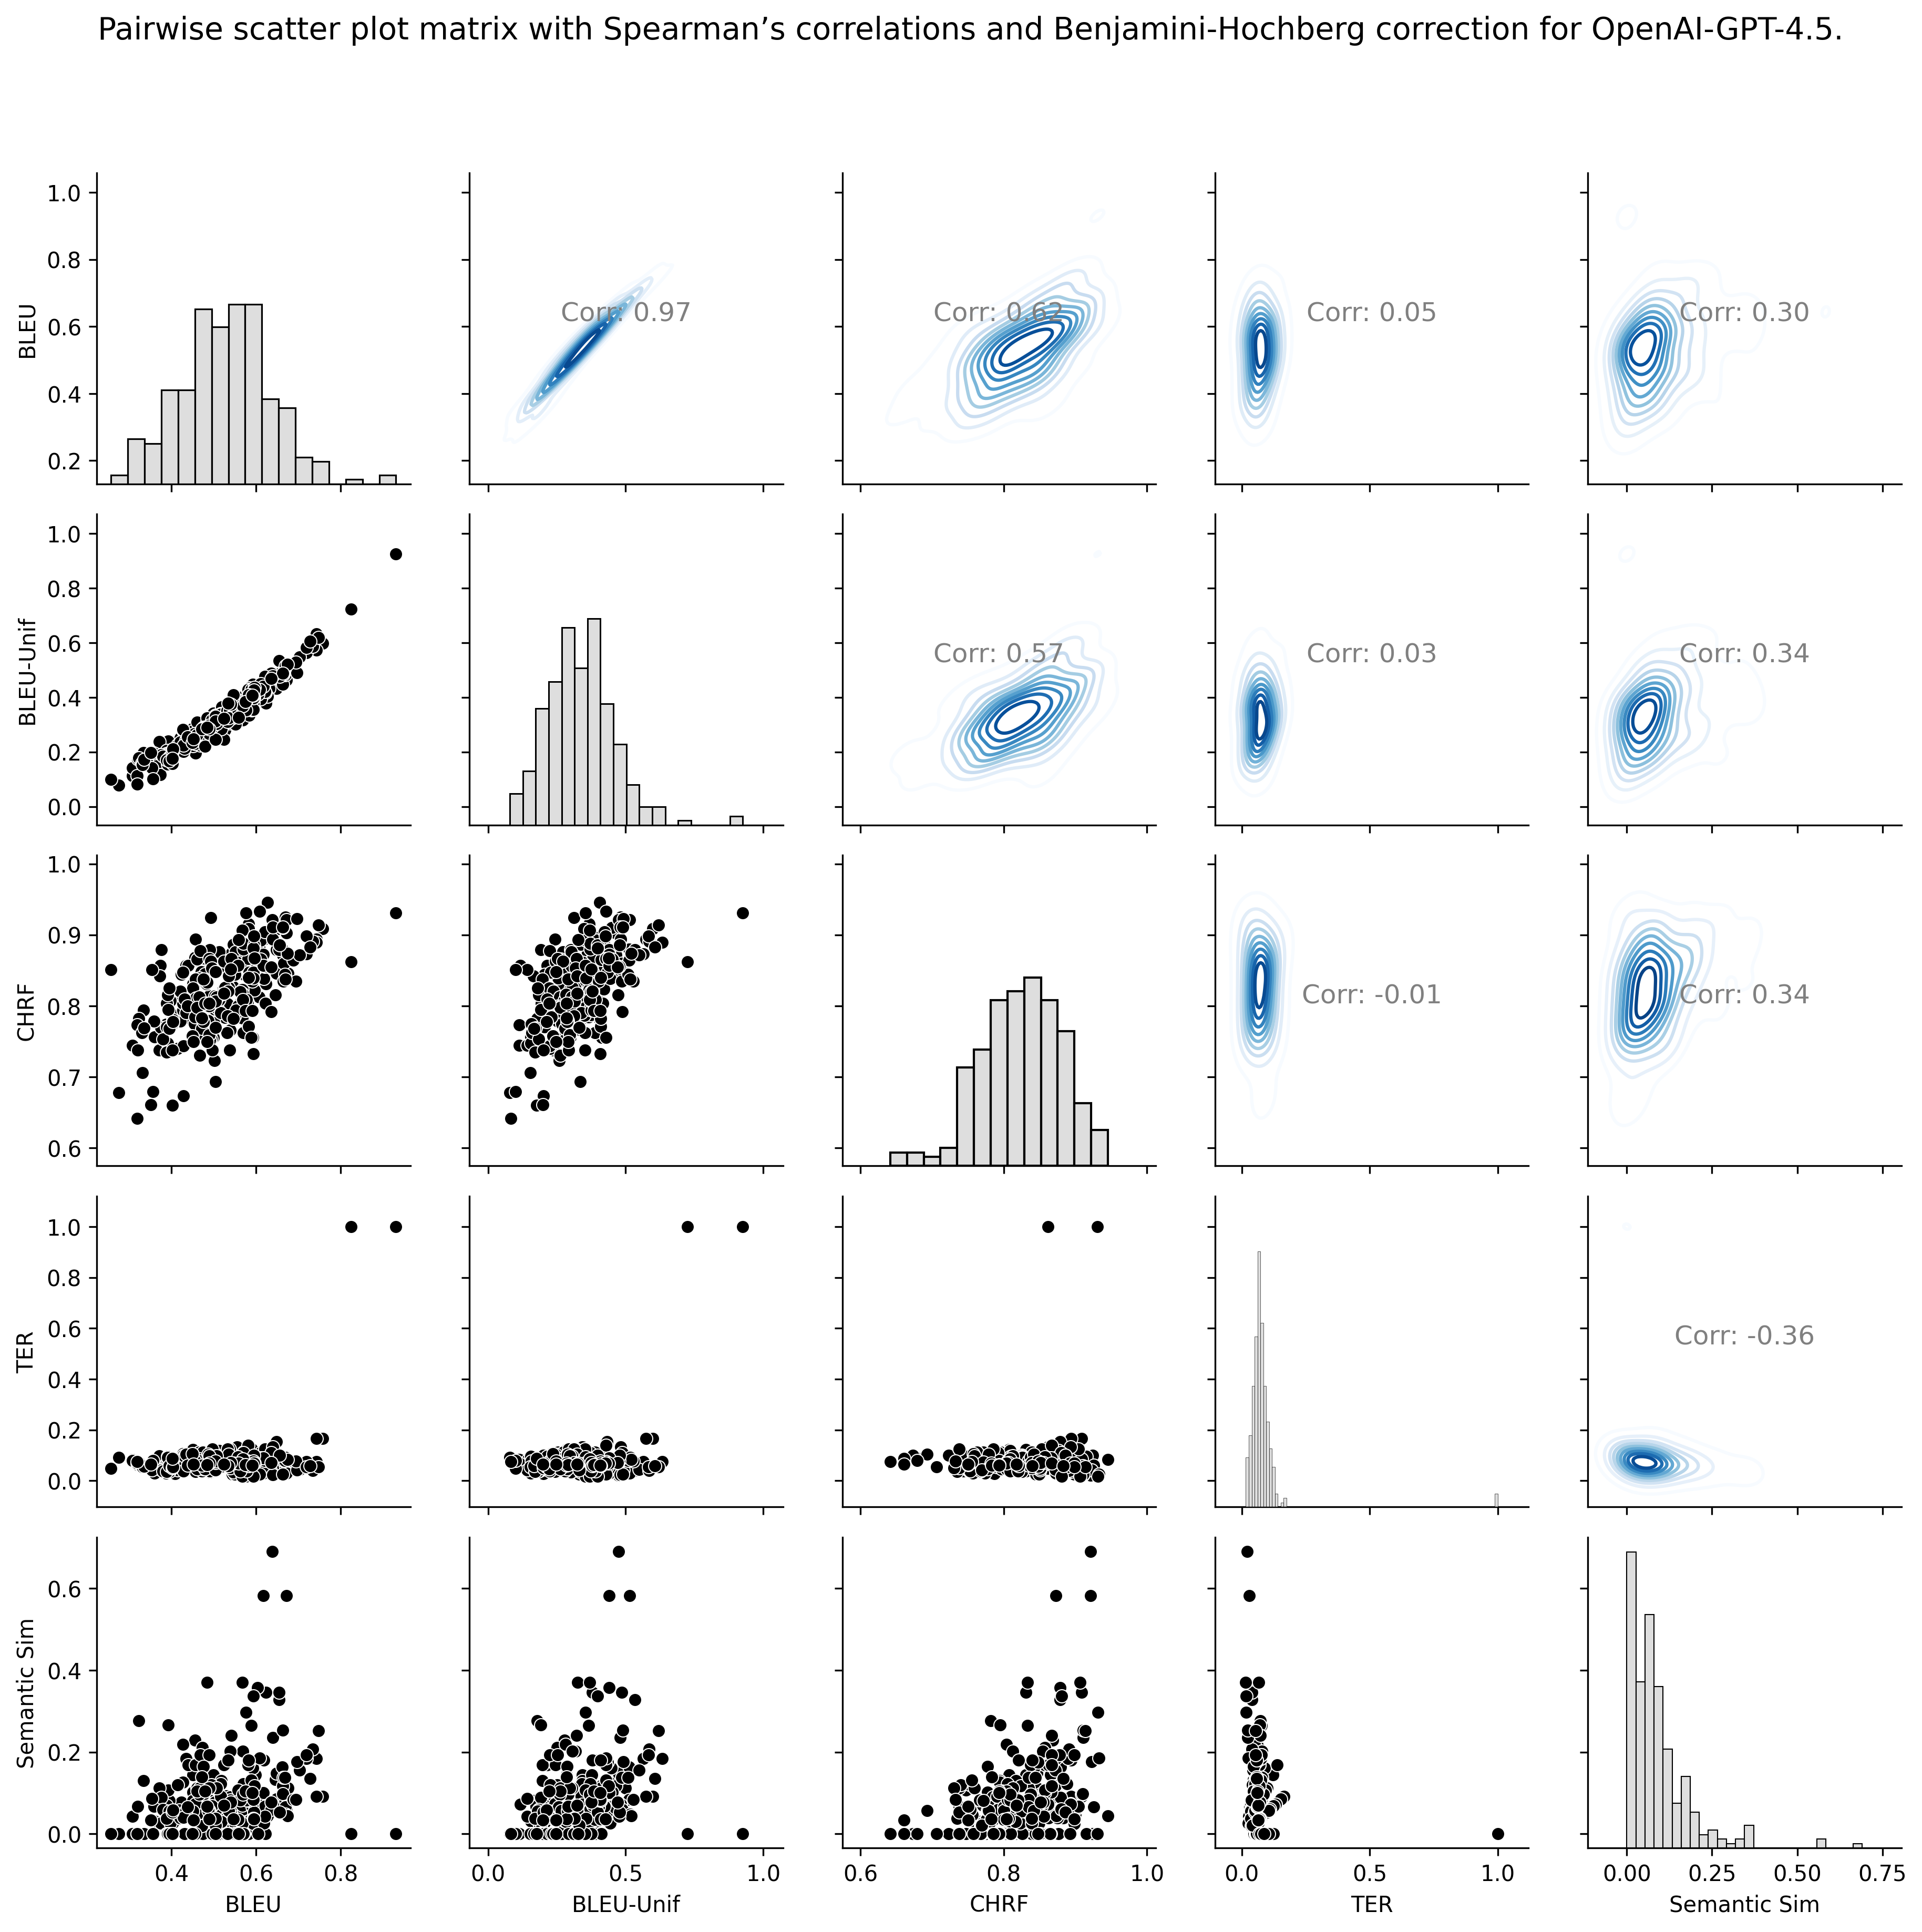 Pairwise scatter plot matrix with Spearman’s correlations and Benjamini-Hochberg correction for OpenAI-GPT-4.5.
BLEU
1.0
0.8
0.6
0.4
0.2
Corr: 0.97
Corr: 0.62
Corr: 0.05
Corr: 0.30
BLEU-Unif
1.0
0.8
0.6
0.4
0.2
0.0
Corr: 0.57
Corr: 0.03
Corr: 0.34
CHRF
1.0
0.9
0.8
0.7
0.6
Corr: -0.01
Corr: 0.34
TER
1.0
0.8
0.6
0.4
0.2
0.0
Corr: -0.36
Semantic Sim
0.6
0.4
0.2
0.0
0.4 0.6 0.8
0.0 0.5 1.0
0.6 0.8 1.0
0.0 0.5 1.0
0.00 0.25 0.50 0.75
BLEU
BLEU-Unif
CHRF
TER
Semantic Sim